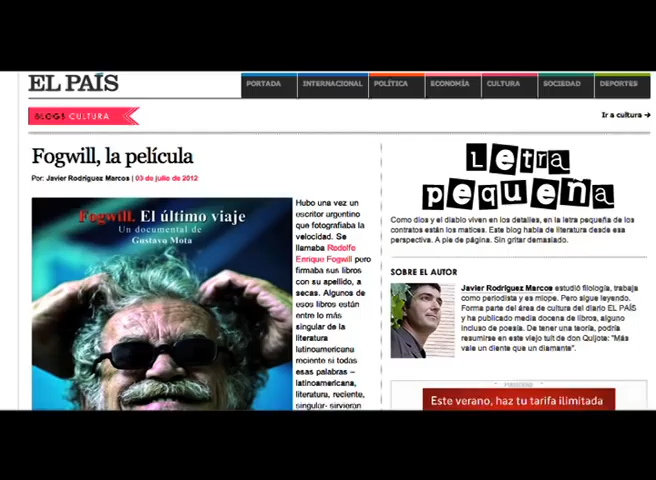 EL PAÍS
PORTADA
INTERNACIONAL
POLÍTICA
ECONOMÍA
CULTURA
SOCIEDAD
DEPORTES
BLOGS CULTURA
Ir a cultura
Fogwill, la película
Por: Javier Rodríguez Marcos | 03 de julio de 2012
Fogwill. El último viaje
Un documental de
Gustavo Mota
Hubo una vez un
escritor argentino
que fotografiaba la
velocidad. Se
llamaba Rodolfo
Enrique Fogwill pero
firmaba sus libros
con su apellido, a
secas. Algunos de
esos libros están
entre lo más
singular de la
literatura
latinoamericana
reciente si todas
esas palabras –
latinoamericana,
literatura, reciente,
singular- sirvieran
Letra
pequeña
Como dios y el diablo viven en los detalles, en la letra pequeña de los
contratos están los matices. Este blog habla de literatura desde esa
perspectiva. A pie de página. Sin gritar demasiado.
SOBRE EL AUTOR
Javier Rodríguez Marcos estudió filología, trabaja
como periodista y es miope. Pero sigue leyendo.
Forma parte del área de cultura del diario EL PAÍS
y ha publicado media docena de libros, alguno
incluso de poesía. De tener una teoría, podría
resumirse en este viejo tuit de don Quijote: "Más
vale un diente que un diamante".
PUBLICIDAD
Este verano, haz tu tarifa ilimitada